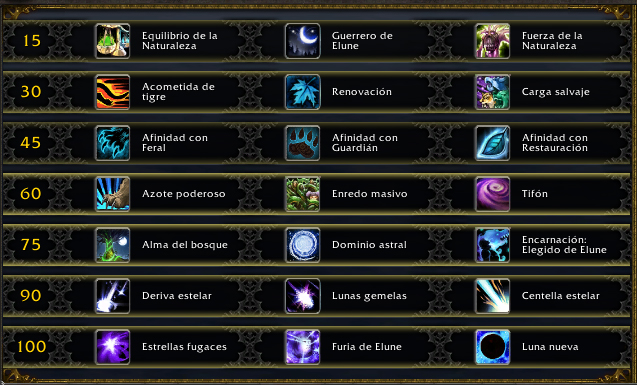 15
Equilibrio de la
Naturaleza
Guerrero de
Elune
Fuerza de la
Naturaleza
30
Acometida de
tigre
Renovación
Carga salvaje
45
Afinidad con
Feral
Afinidad con
Guardián
Afinidad con
Restauración
60
Azote poderoso
Enredo masivo
Tifón
75
Alma del bosque
Dominio astral
Encarnación:
Elegido de Elune
90
Deriva estelar
Lunas gemelas
Centella estelar
100
Estrellas fugaces
Furia de Elune
Luna nueva